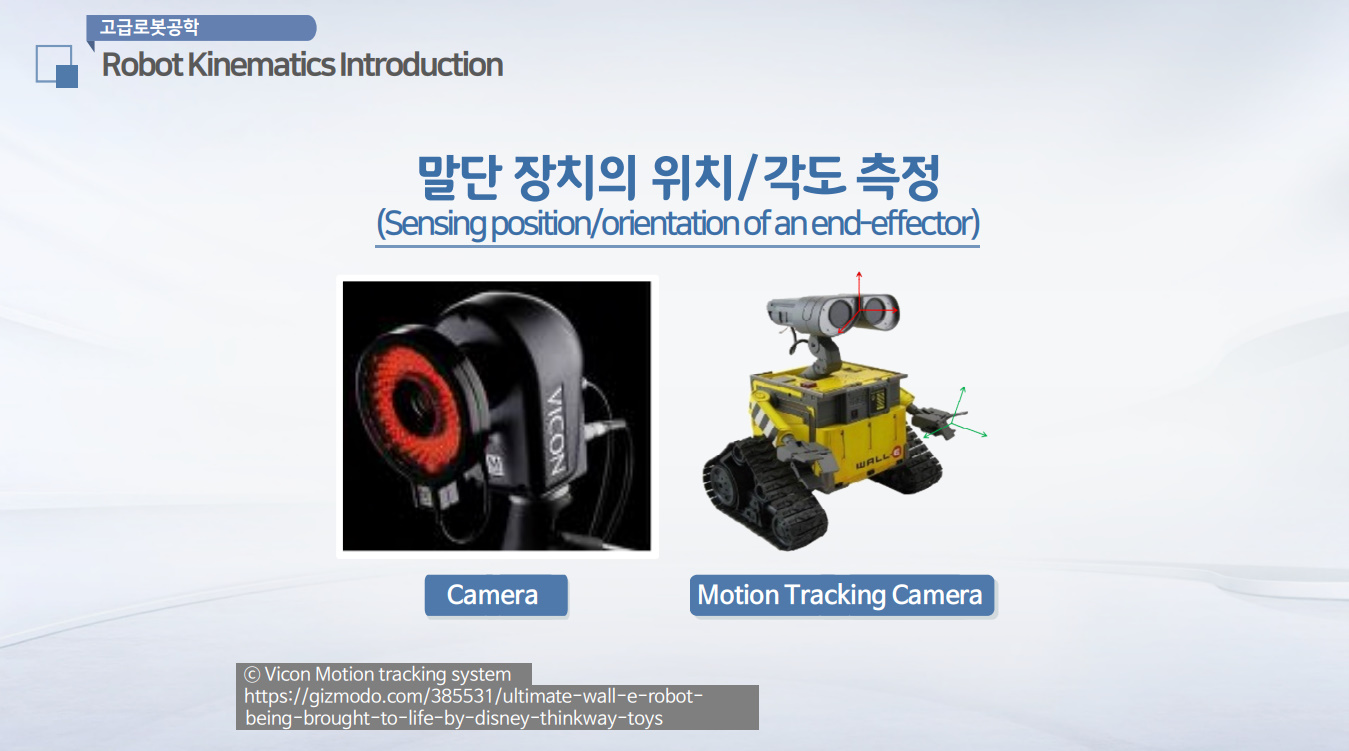 고급로봇공학
Robot Kinematics Introduction
말단 장치의 위치/각도 측정
(Sensing position/orientation of an end-effector)
VICON
WALL•E
Camera
Motion Tracking Camera
ⓒ Vicon Motion tracking system
https://gizmodo.com/385531/ultimate-wall-e-robot-
being-brought-to-life-by-disney-thinkway-toys